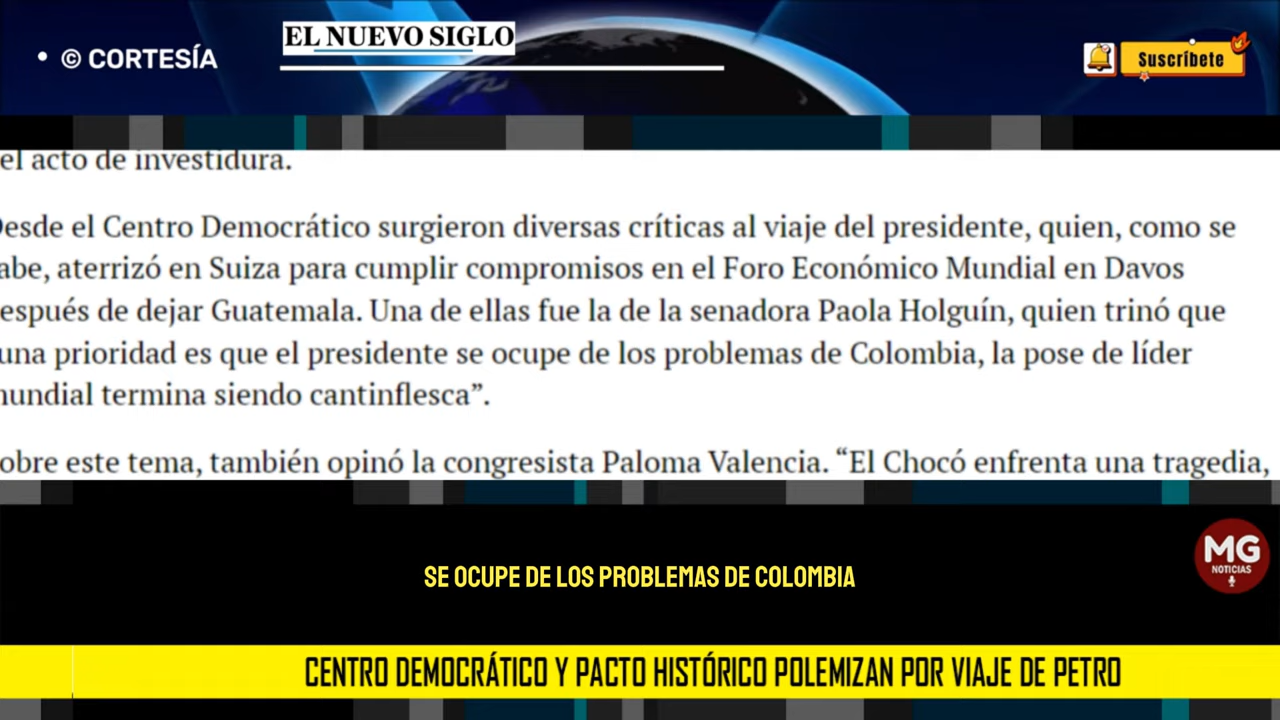 • © CORTESÍA
EL NUEVO SIGLO
Suscríbete
el acto de investidura.
esde el Centro Democrático surgieron diversas críticas al viaje del presidente, quien, como se
abe, aterrizó en Suiza para cumplir compromisos en el Foro Económico Mundial en Davos
espués de dejar Guatemala. Una de ellas fue la de la senadora Paola Holguín, quien trinó que
una prioridad es que el presidente se ocupe de los problemas de Colombia, la pose de líder
mundial termina siendo cantinflesca”.
obre este tema, también opinó la congresista Paloma Valencia. “El Chocó enfrenta una tragedia,
MG
NOTICIAS
SE OCUPE DE LOS PROBLEMAS DE COLOMBIA
CENTRO DEMOCRÁTICO Y PACTO HISTÓRICO POLEMIZAN POR VIAJE DE PETRO